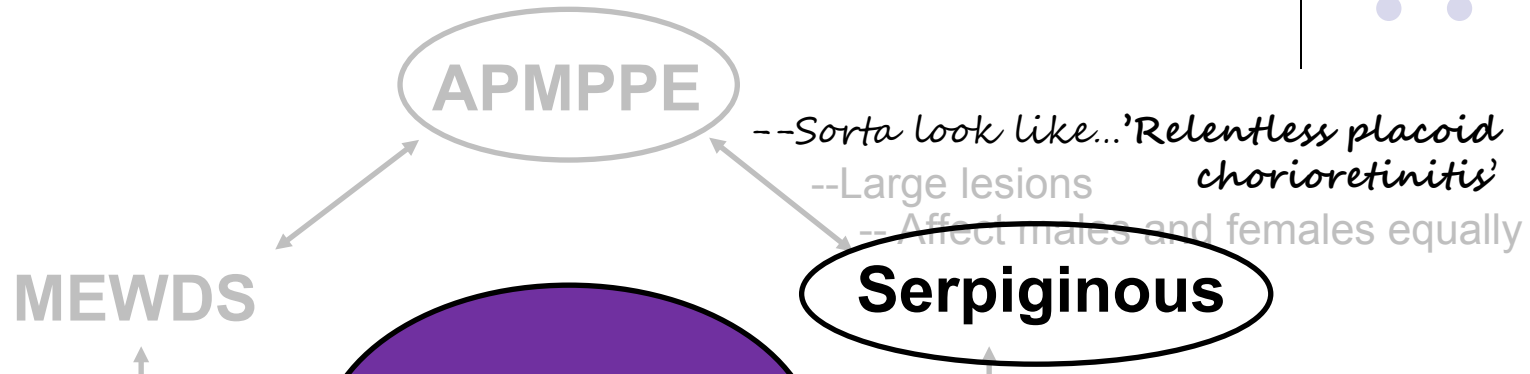 APMPPE
--Sorta look like...'Relentless placoid
chorioretinitis'
--Large lesions
-- Affect males and females equally
MEWDS
Serpiginous